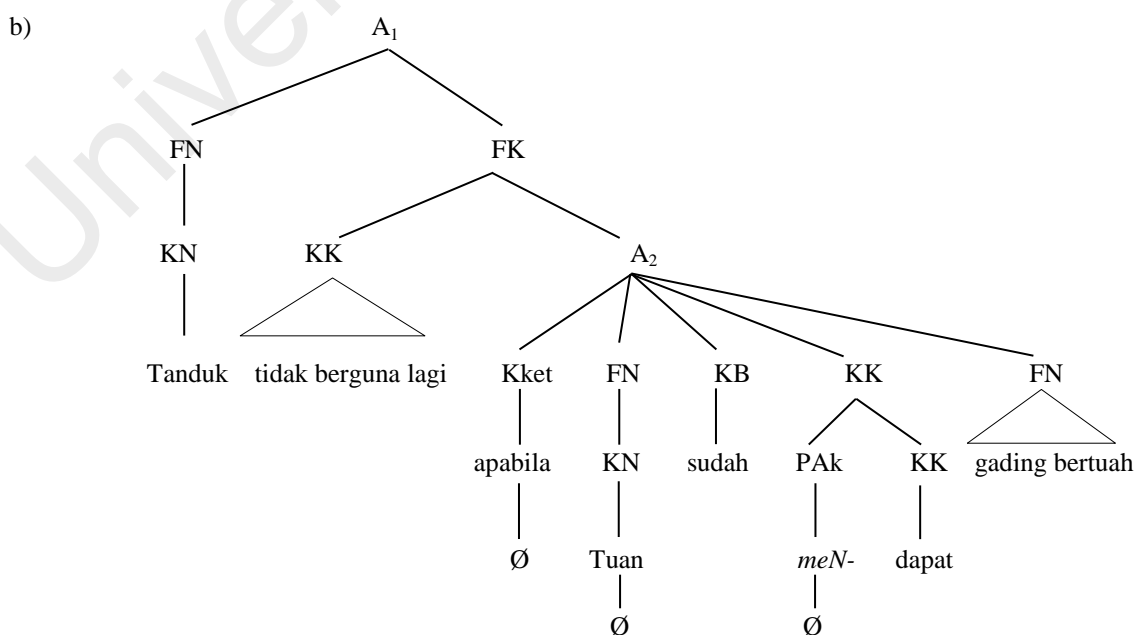 b)
A₁
FN FK
KN KK A₂
Tanduk tidak berguna lagi Kket FN KB KK FN
apabila KN sudah PAk KK gading bertuah
Ø Tuan meN- dapat
Ø Ø